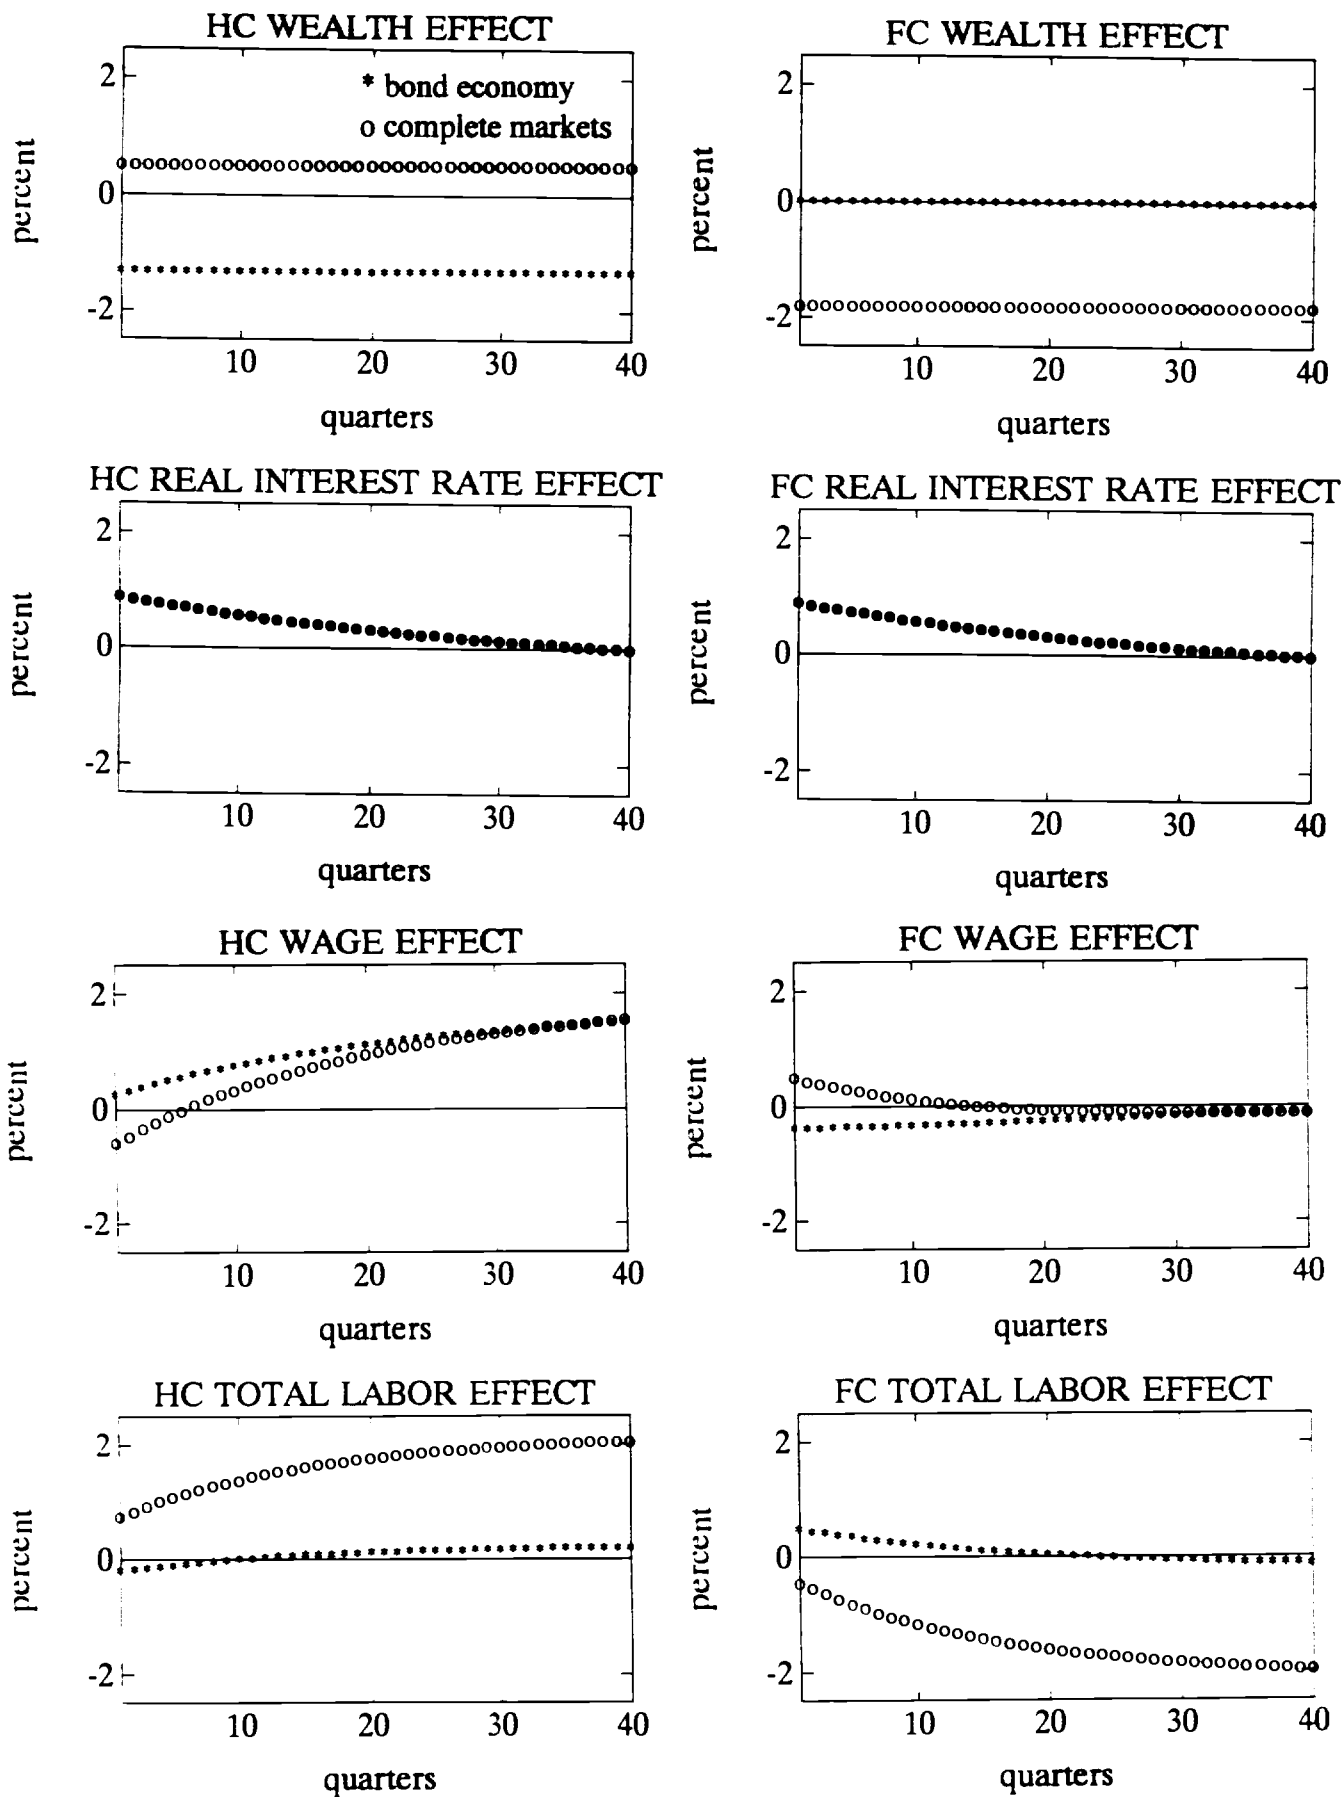 HC WEALTH EFFECT
2
* bond economy
o complete markets
percent
0
-2
10 20 30 40
quarters
FC WEALTH EFFECT
2
percent
0
-2
10 20 30 40
quarters
HC REAL INTEREST RATE EFFECT
2
percent
0
-2
10 20 30 40
quarters
FC REAL INTEREST RATE EFFECT
2
percent
0
-2
10 20 30 40
quarters
HC WAGE EFFECT
2
percent
0
-2
10 20 30 40
quarters
FC WAGE EFFECT
2
percent
0
-2
10 20 30 40
quarters
HC TOTAL LABOR EFFECT
2
percent
0
-2
10 20 30 40
quarters
FC TOTAL LABOR EFFECT
2
percent
0
-2
10 20 30 40
quarters